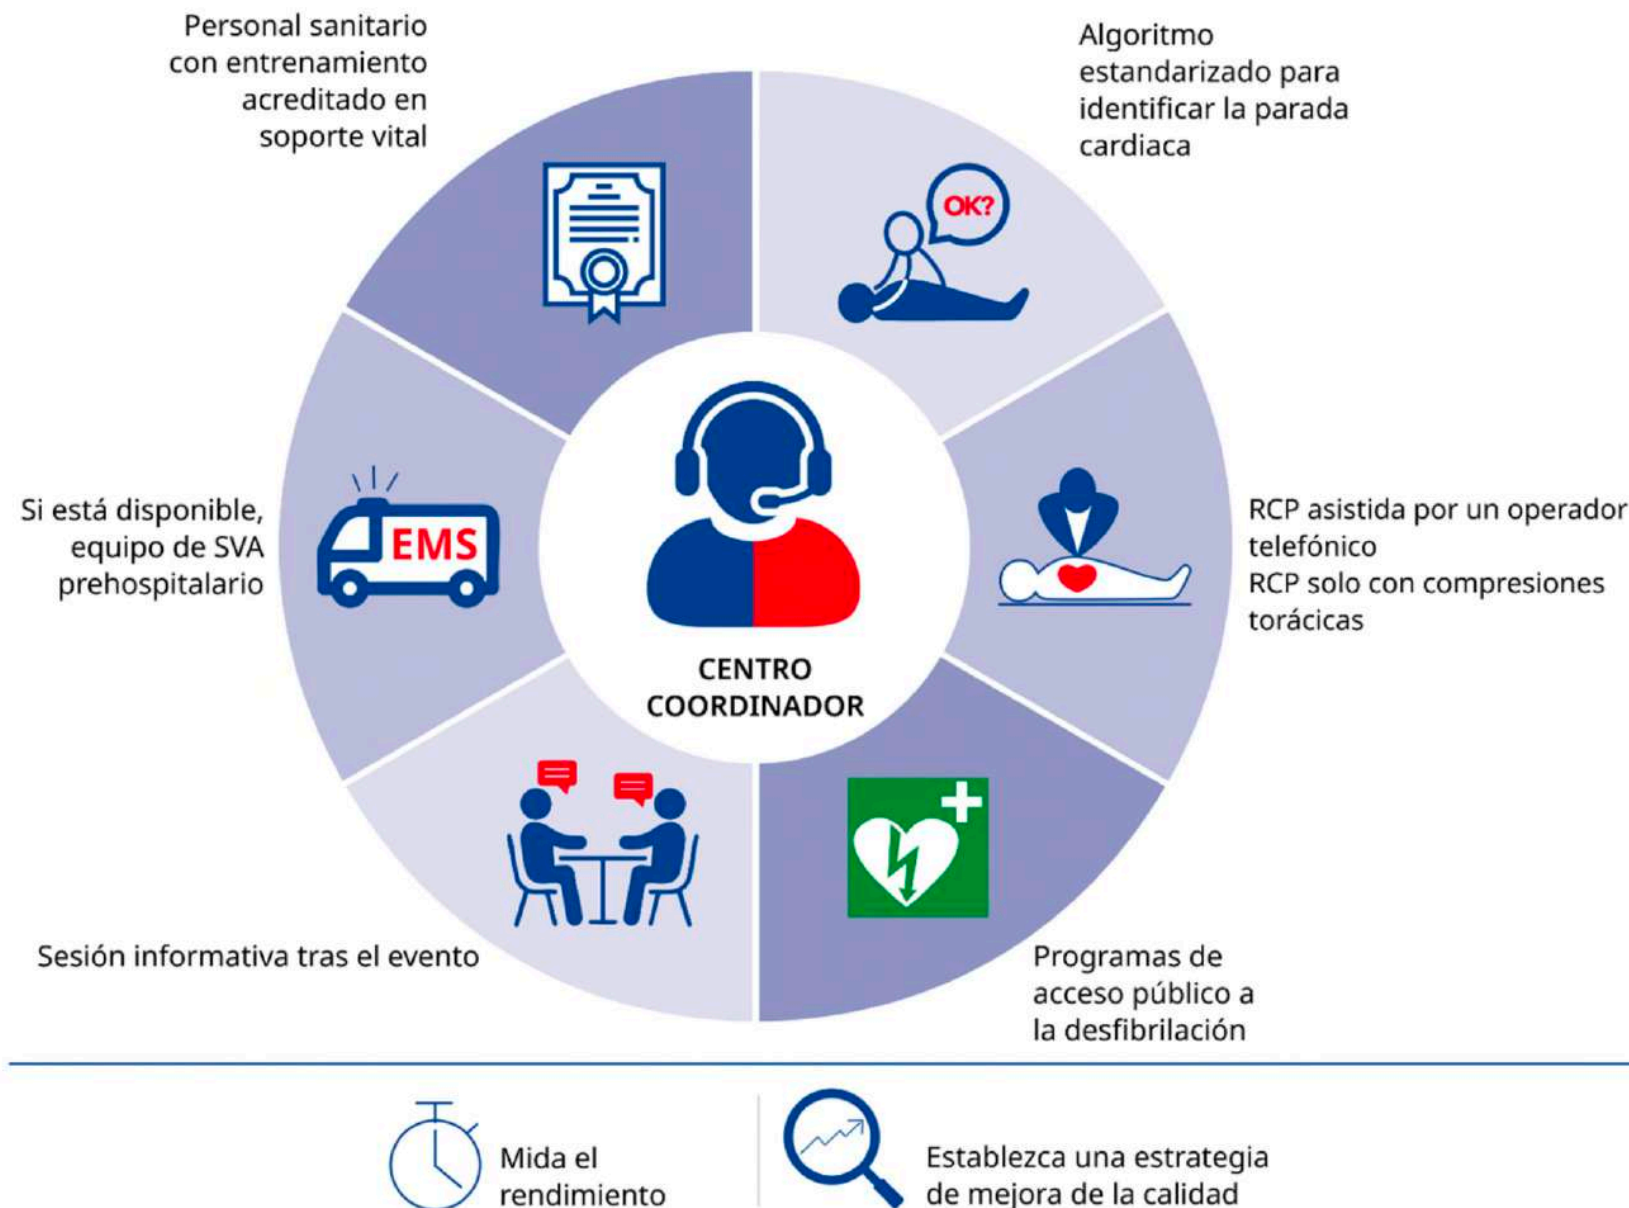 Personal sanitario
con entrenamiento
acreditado en
soporte vital
Algoritmo
estandarizado para
identificar la parada
cardiaca
OK?
Si está disponible,
equipo de SVA
prehospitalario
EMS
RCP asistida por un operador
telefónico
RCP solo con compresiones
torácicas
CENTRO
COORDINADOR
Sesión informativa tras el evento
Programas de
acceso público a
la desfibrilación
Mida el
rendimiento
Establezca una estrategia
de mejora de la calidad